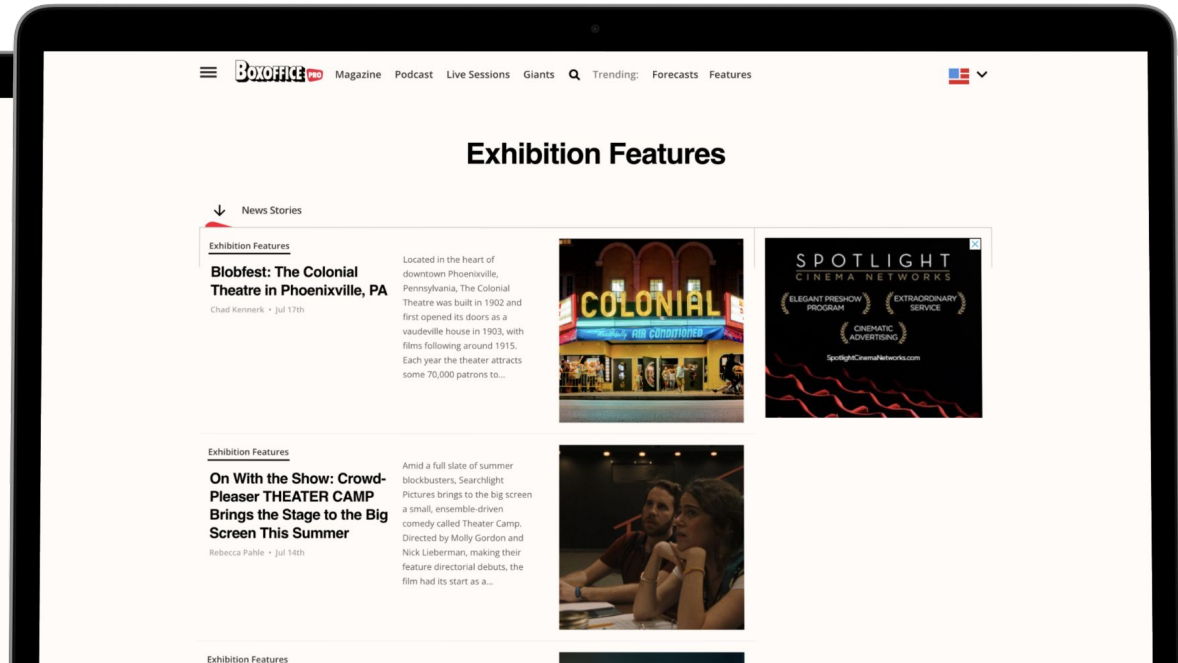 BOXOFFICE PRO
Magazine
Podcast
Live Sessions
Giants
Trending:
Forecasts
Features
Exhibition Features
News Stories
Exhibition Features
Blobfest: The Colonial
Theatre in Phoenixville, PA
Chad Kennerk • Jul 17th
Located in the heart of
downtown Phoenixville,
Pennsylvania, The Colonial
Theatre was built in 1902 and
first opened its doors as a
vaudeville house in 1903, with
films following around 1915.
Each year the theater attracts
some 70,000 patrons to...
COLONIAL
AIR CONDITIONED
SPOTLIGHT
CINEMA NETWORKS
ELEGANT PRESHOW
PROGRAM
EXTRAORDINARY
SERVICE
CINEMATIC
ADVERTISING
SpotlightCinemaNetworks.com
Exhibition Features
On With the Show: Crowd-
Pleaser THEATER CAMP
Brings the Stage to the Big
Screen This Summer
Rebecca Pahle • Jul 14th
Amid a full slate of summer
blockbusters, Searchlight
Pictures brings to the big screen
a small, ensemble-driven
comedy called Theater Camp.
Directed by Molly Gordon and
Nick Lieberman, making their
feature directorial debuts, the
film had its start as a...
Exhibition Features